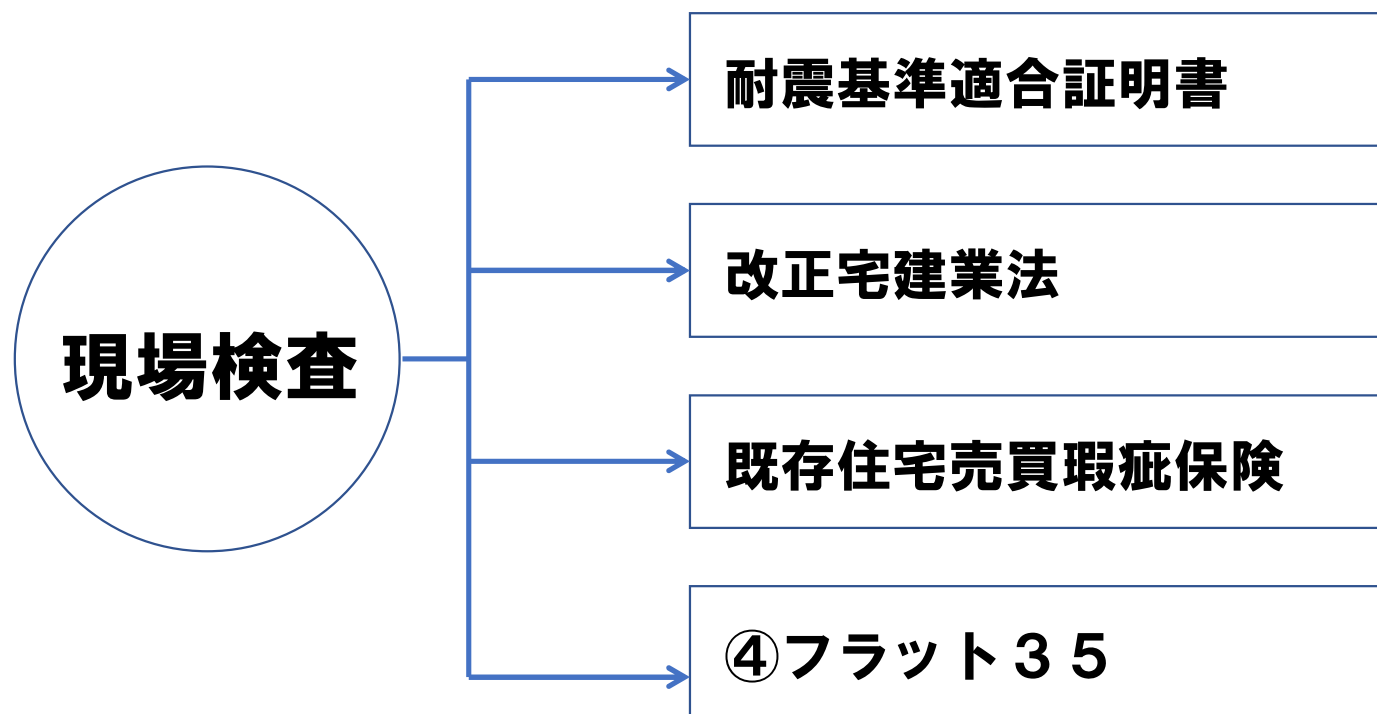 現場検査
耐震基準適合証明書
改正宅建業法
既存住宅売買瑕疵保険
④フラット３５